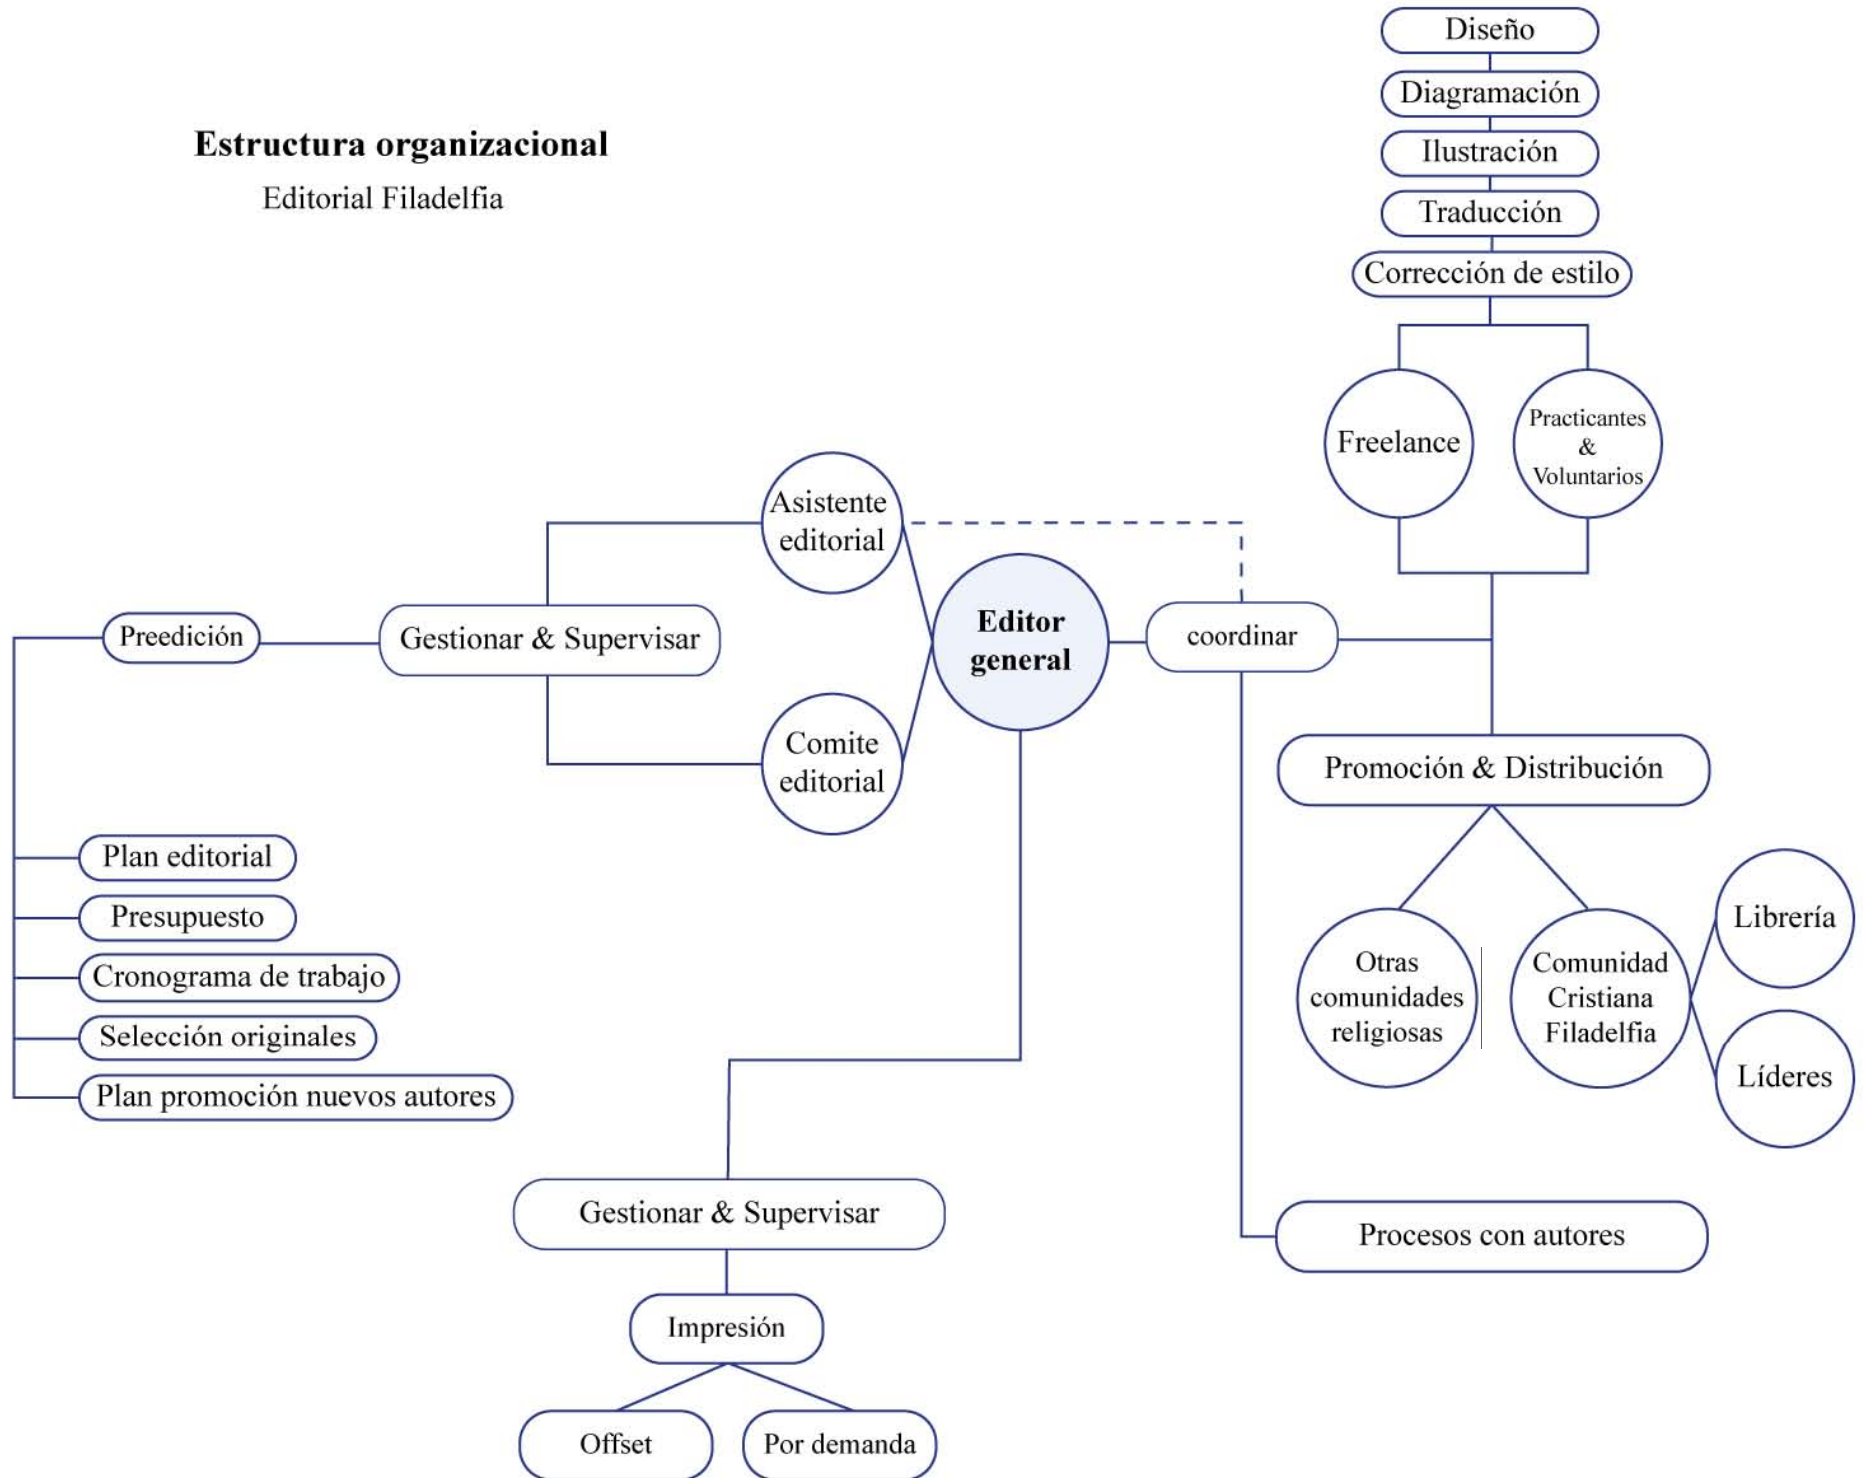 Estructura organizacional
Editorial Filadelfia
Diseño
Diagramación
Ilustración
Traducción
Corrección de estilo
Freelance
Practicantes
&
Voluntarios
Asistente
editorial
Editor
general
coordinar
Preedición
Gestionar & Supervisar
Comite
editorial
Promoción & Distribución
Plan editorial
Presupuesto
Cronograma de trabajo
Selección originales
Plan promoción nuevos autores
Otras
comunidades
religiosas
Comunidad
Cristiana
Filadelfia
Librería
Líderes
Gestionar & Supervisar
Procesos con autores
Impresión
Offset
Por demanda